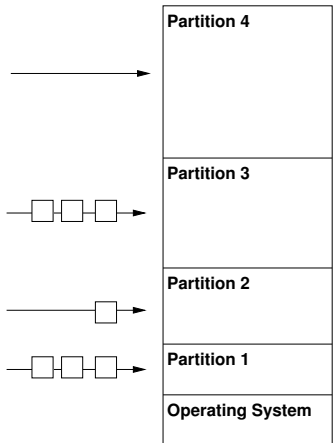 Partition 4
Partition 3
Partition 2
Partition 1
Operating System